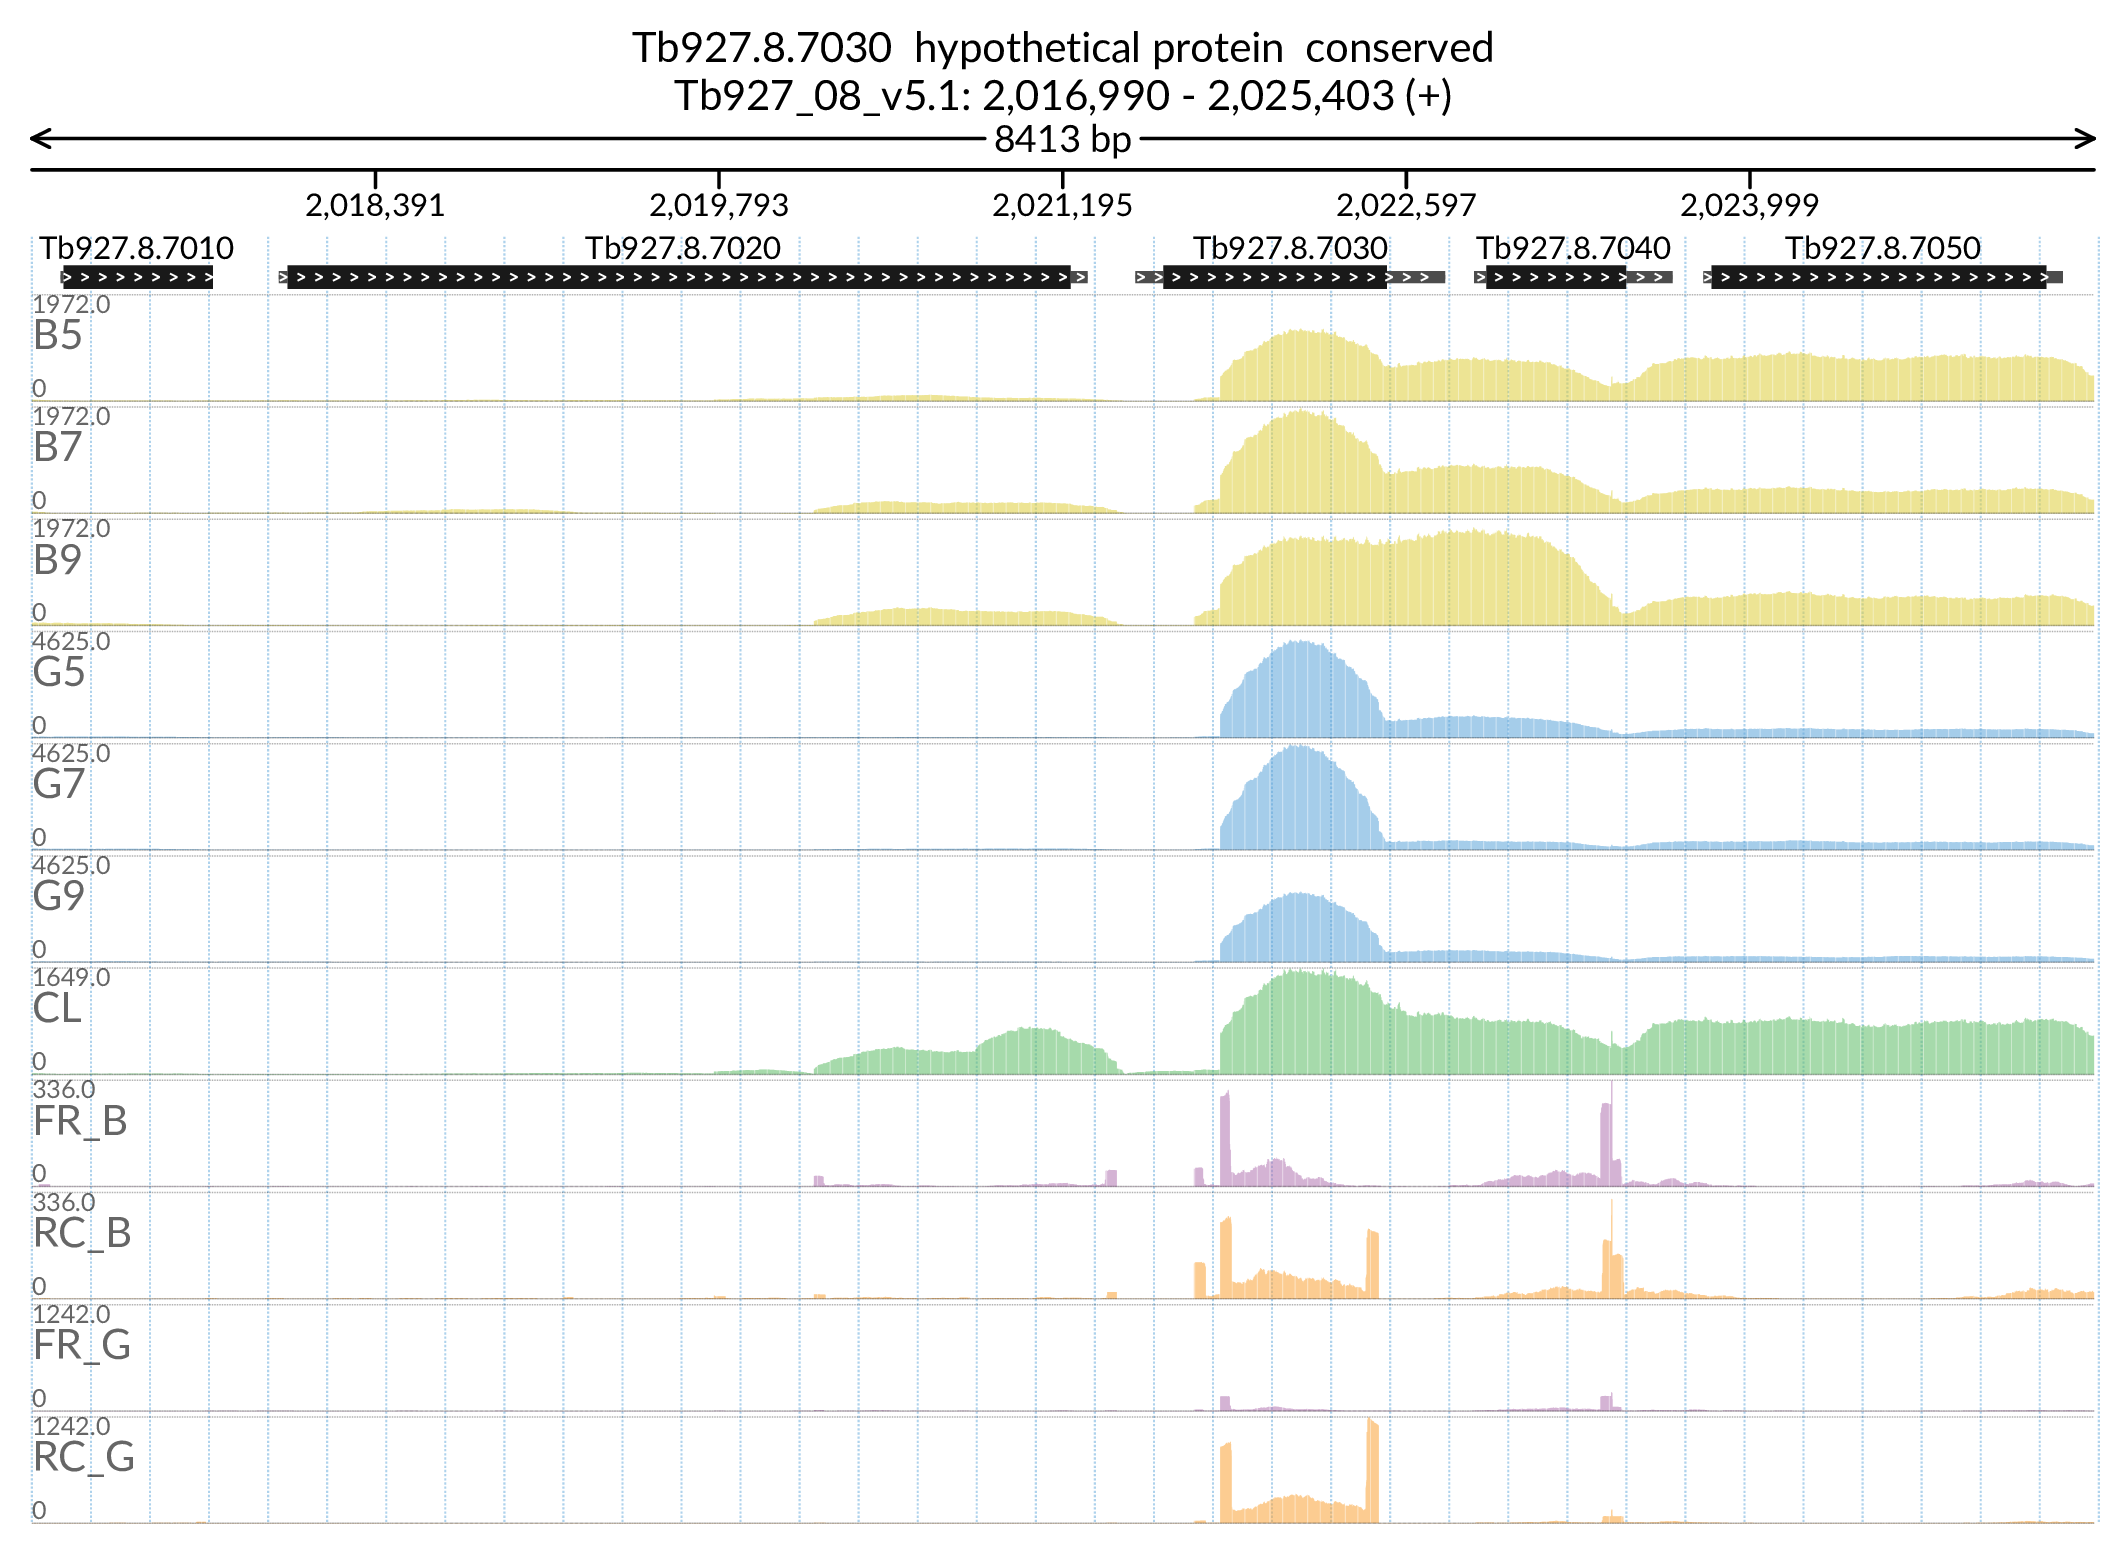 Tb927.8.7030 hypothetical protein conserved
Tb927_08_v5.1: 2,016,990 - 2,025,403 (+)
8413 bp
2,018,391 2,019,793 2,021,195 2,022,597 2,023,999
Tb927.8.7010 Tb927.8.7020 Tb927.8.7030 Tb927.8.7040 Tb927.8.7050
1972.0
B5
0
1972.0
B7
0
1972.0
B9
0
4625.0
G5
0
4625.0
G7
0
4625.0
G9
0
1649.0
CL
0
336.0
FR_B
0
336.0
RC_B
0
1242.0
FR_G
0
1242.0
RC_G
0